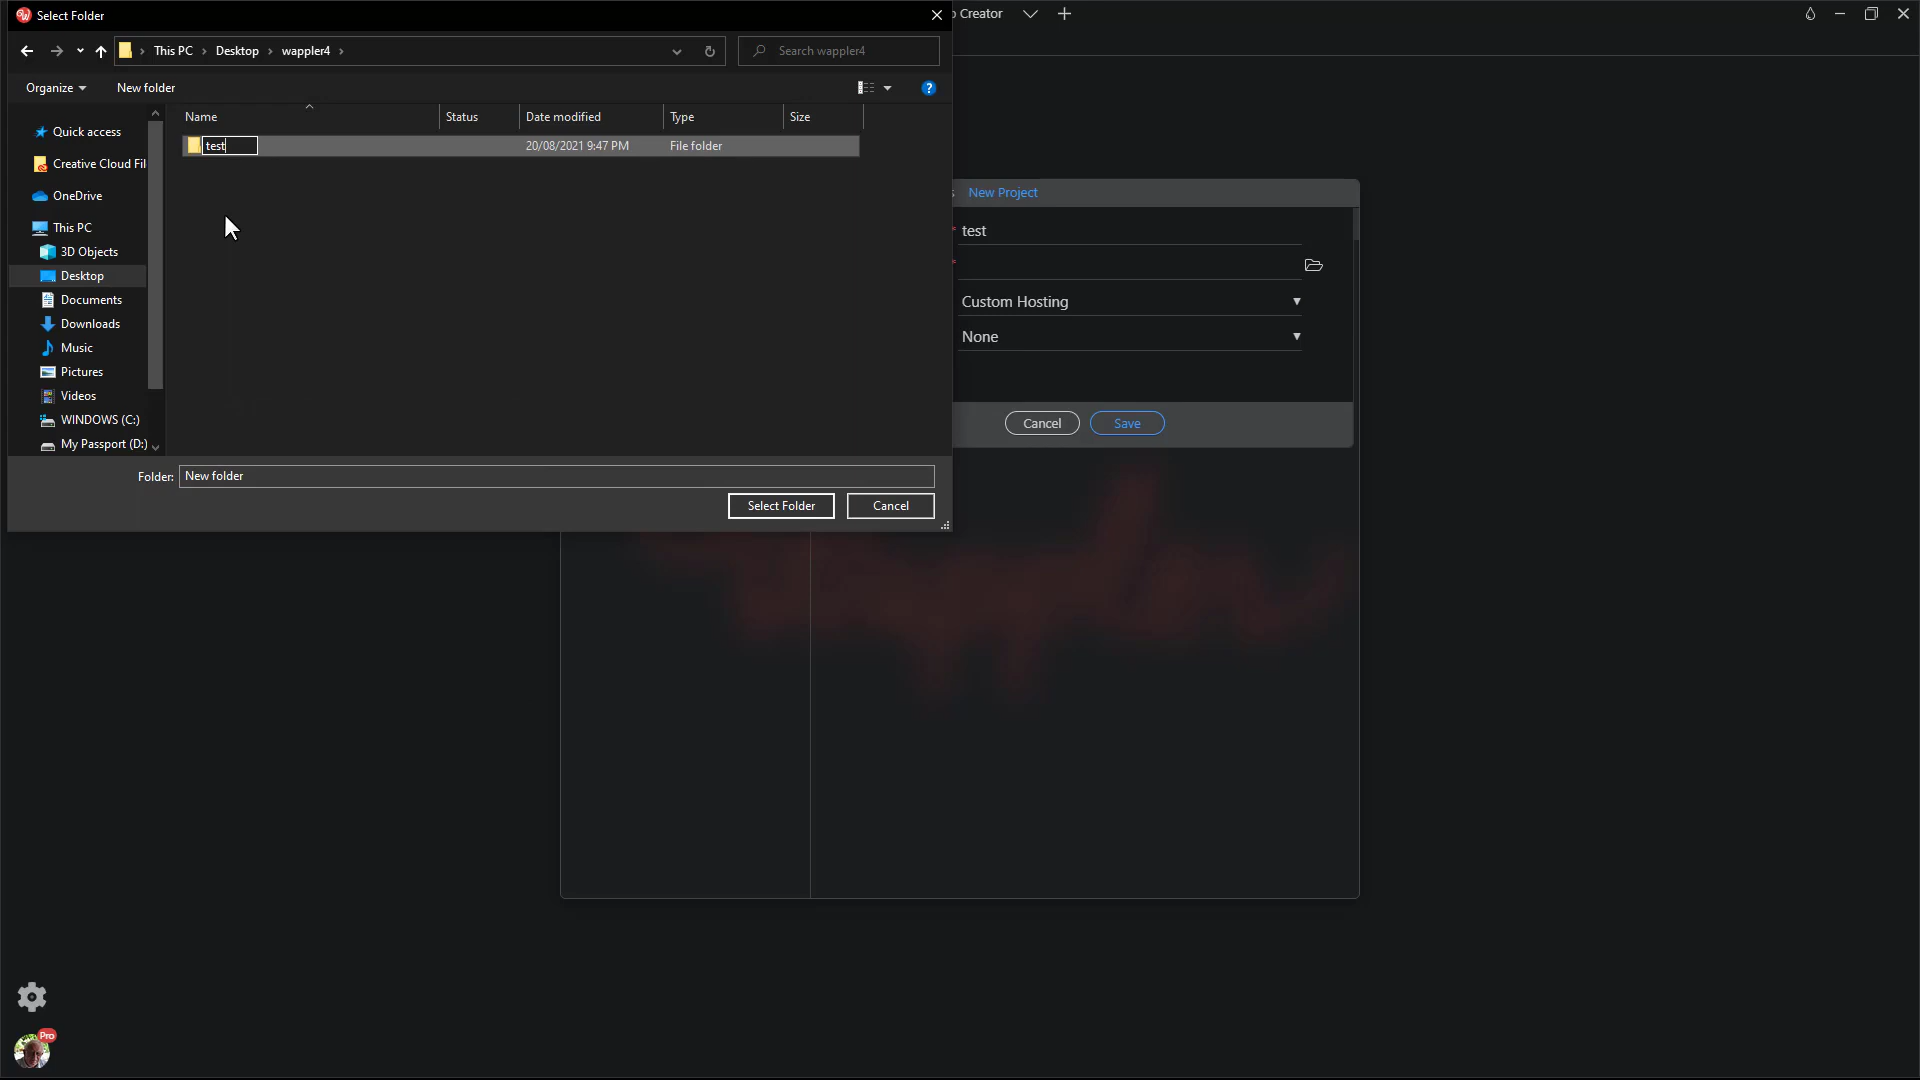 Select Folder
Creator
This PC
Desktop
wappler4
Search wappler4
Organize
New folder
?
Name
Status
Date modified
Type
Size
test
20/08/2021 9:47 PM
File folder
Quick access
Creative Cloud Fil
OneDrive
This PC
3D Objects
Desktop
Documents
Downloads
Music
Pictures
Videos
WINDOWS (C:)
My Passport (D:)
Folder:
New folder
Select Folder
Cancel
New Project
* test
*
Custom Hosting
None
Cancel
Save
Pro